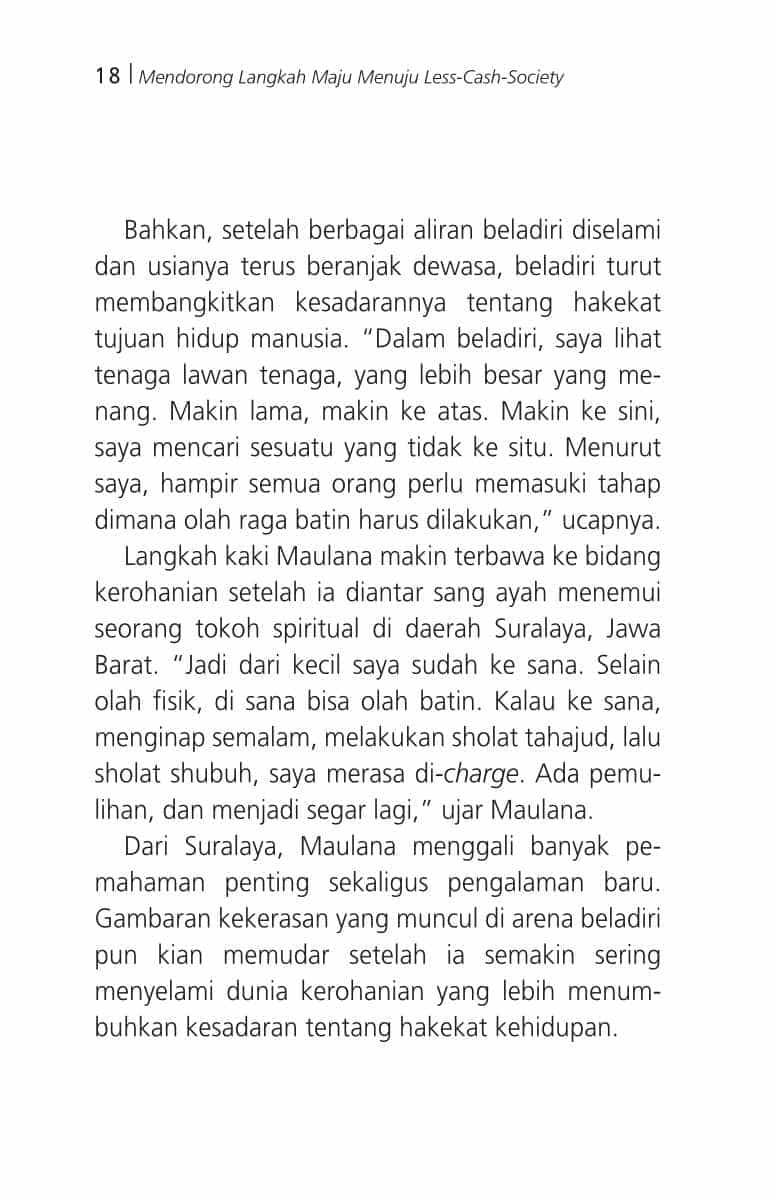 18 | Mendorong Langkah Maju Menuju Less-Cash-Society
Bahkan, setelah berbagai aliran beladiri diselami
dan usianya terus beranjak dewasa, beladiri turut
membangkitkan kesadarannya tentang hakekat
tujuan hidup manusia. “Dalam beladiri, saya lihat
tenaga lawan tenaga, yang lebih besar yang me-
nang. Makin lama, makin ke atas. Makin ke sini,
saya mencari sesuatu yang tidak ke situ. Menurut
saya, hampir semua orang perlu memasuki tahap
dimana olah raga batin harus dilakukan,” ucapnya.
Langkah kaki Maulana makin terbawa ke bidang
kerohanian setelah ia diantar sang ayah menemui
seorang tokoh spiritual di daerah Suralaya, Jawa
Barat. “Jadi dari kecil saya sudah ke sana. Selain
olah fisik, di sana bisa olah batin. Kalau ke sana,
menginap semalam, melakukan sholat tahajud, lalu
sholat shubuh, saya merasa di-charge. Ada pemu-
lihan, dan menjadi segar lagi,” ujar Maulana.
Dari Suralaya, Maulana menggali banyak pe-
mahaman penting sekaligus pengalaman baru.
Gambaran kekerasan yang muncul di arena beladiri
pun kian memudar setelah ia semakin sering
menyelami dunia kerohanian yang lebih menum-
buhkan kesadaran tentang hakekat kehidupan.